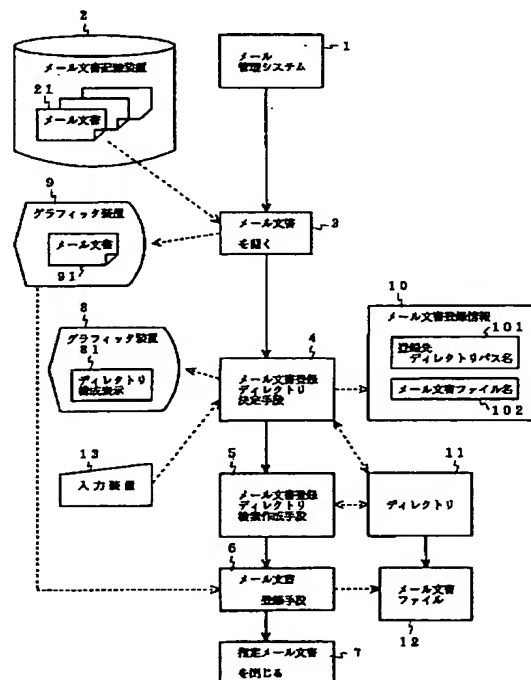 2
メール文書記憶装置
21
メール文書
1
メール
管理システム
9
グラフィッタ装置
メール文書
91
メール文書
を開く
3
8
グラフィッタ装置
81
ディレクトリ
構成表示
4
メール文書登録
ディレクトリ
決定手段
10
メール文書登録情報
101
登録先
ディレクトリパス名
メール文書ファイル名
102
13
入力装置
5
メール文書登録
ディレクトリ
検索作成手段
11
ディレクトリ
6
メール文書
登録手段
メール文書
ファイル
12
指定メール文書
を閉じる
7